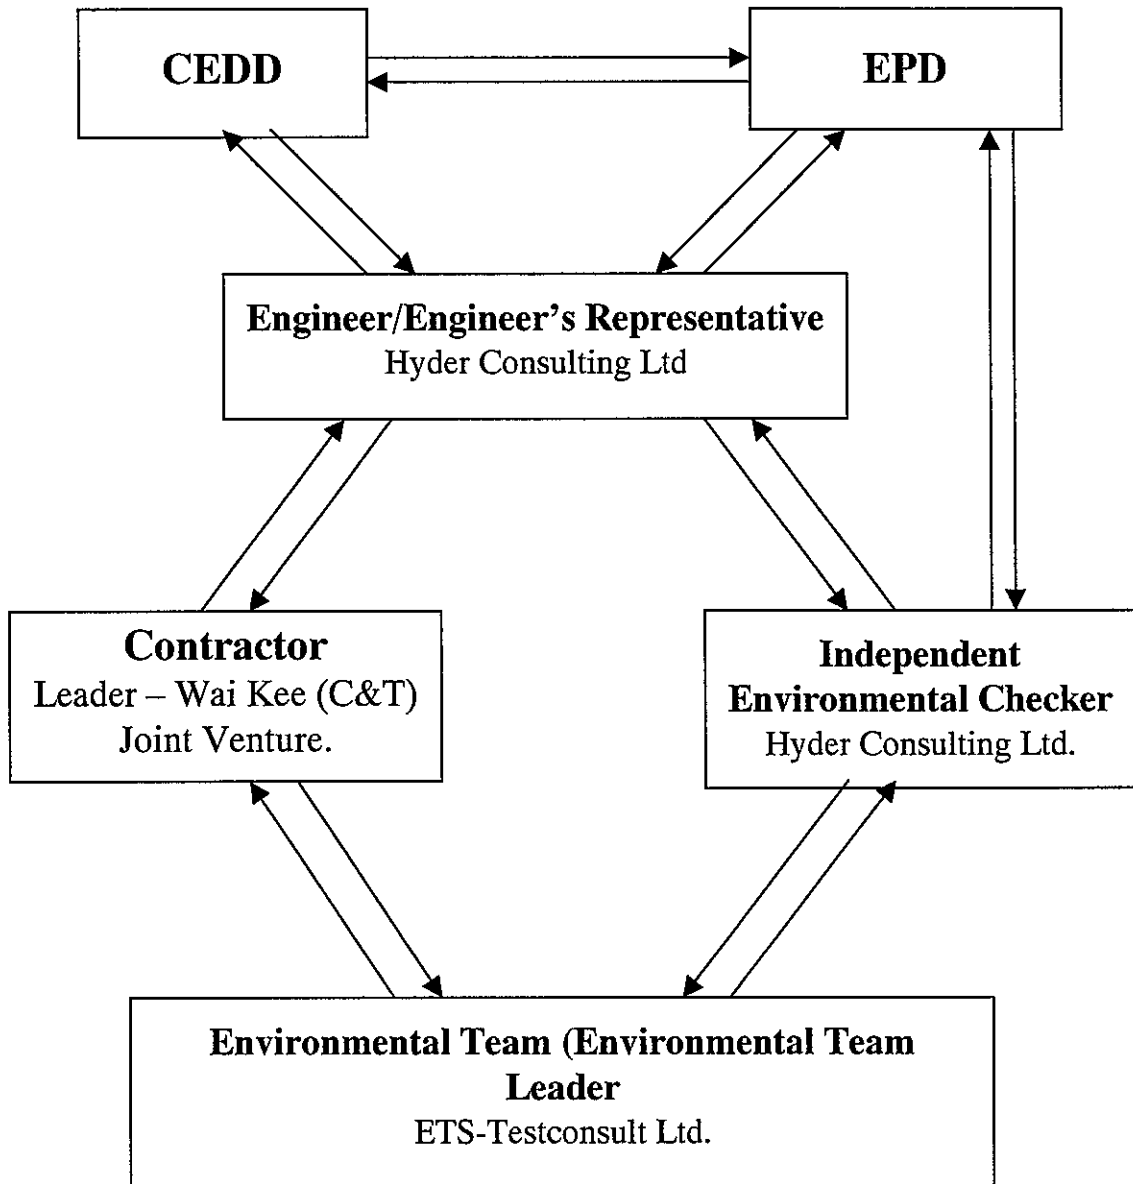 CEDD
EPD
Engineer/Engineer's Representative
Hyder Consulting Ltd
Contractor
Leader – Wai Kee (C&T)
Joint Venture.
Independent
Environmental Checker
Hyder Consulting Ltd.
Environmental Team (Environmental Team
Leader
ETS-Testconsult Ltd.